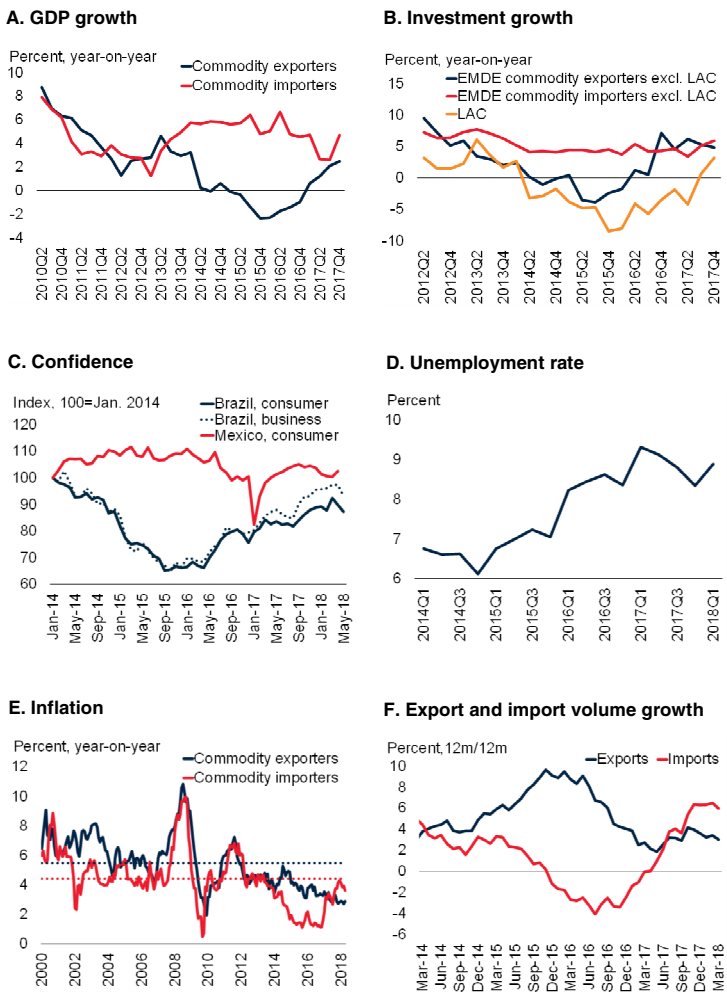 A. GDP growth
Percent, year-on-year
Commodity exporters
Commodity importers
10
8
6
4
2
0
-2
-4
2010Q2
2010Q4
2011Q2
2011Q4
2012Q2
2012Q4
2013Q2
2013Q4
2014Q2
2014Q4
2015Q2
2015Q4
2016Q2
2016Q4
2017Q2
2017Q4
B. Investment growth
Percent, year-on-year
EMDE commodity exporters excl. LAC
EMDE commodity importers excl. LAC
LAC
15
10
5
0
-5
-10
2012Q2
2012Q4
2013Q2
2013Q4
2014Q2
2014Q4
2015Q2
2015Q4
2016Q2
2016Q4
2017Q2
2017Q4
C. Confidence
Index, 100=Jan. 2014
Brazil, consumer
Brazil, business
Mexico, consumer
120
110
100
90
80
70
60
Jan-14
May-14
Sep-14
Jan-15
May-15
Sep-15
Jan-16
May-16
Sep-16
Jan-17
May-17
Sep-17
Jan-18
May-18
D. Unemployment rate
Percent
10
9
8
7
6
2014Q1
2014Q3
2015Q1
2015Q3
2016Q1
2016Q3
2017Q1
2017Q3
2018Q1
E. Inflation
Percent, year-on-year
Commodity exporters
Commodity importers
12
10
8
6
4
2
0
2000
2002
2004
2006
2008
2010
2012
2014
2016
2018
F. Export and import volume growth
Percent,12m/12m
Exports
Imports
10
8
6
4
2
0
-2
-4
-6
Mar-14
Jun-14
Sep-14
Dec-14
Mar-15
Jun-15
Sep-15
Dec-15
Mar-16
Jun-16
Sep-16
Dec-16
Mar-17
Jun-17
Sep-17
Dec-17
Mar-18